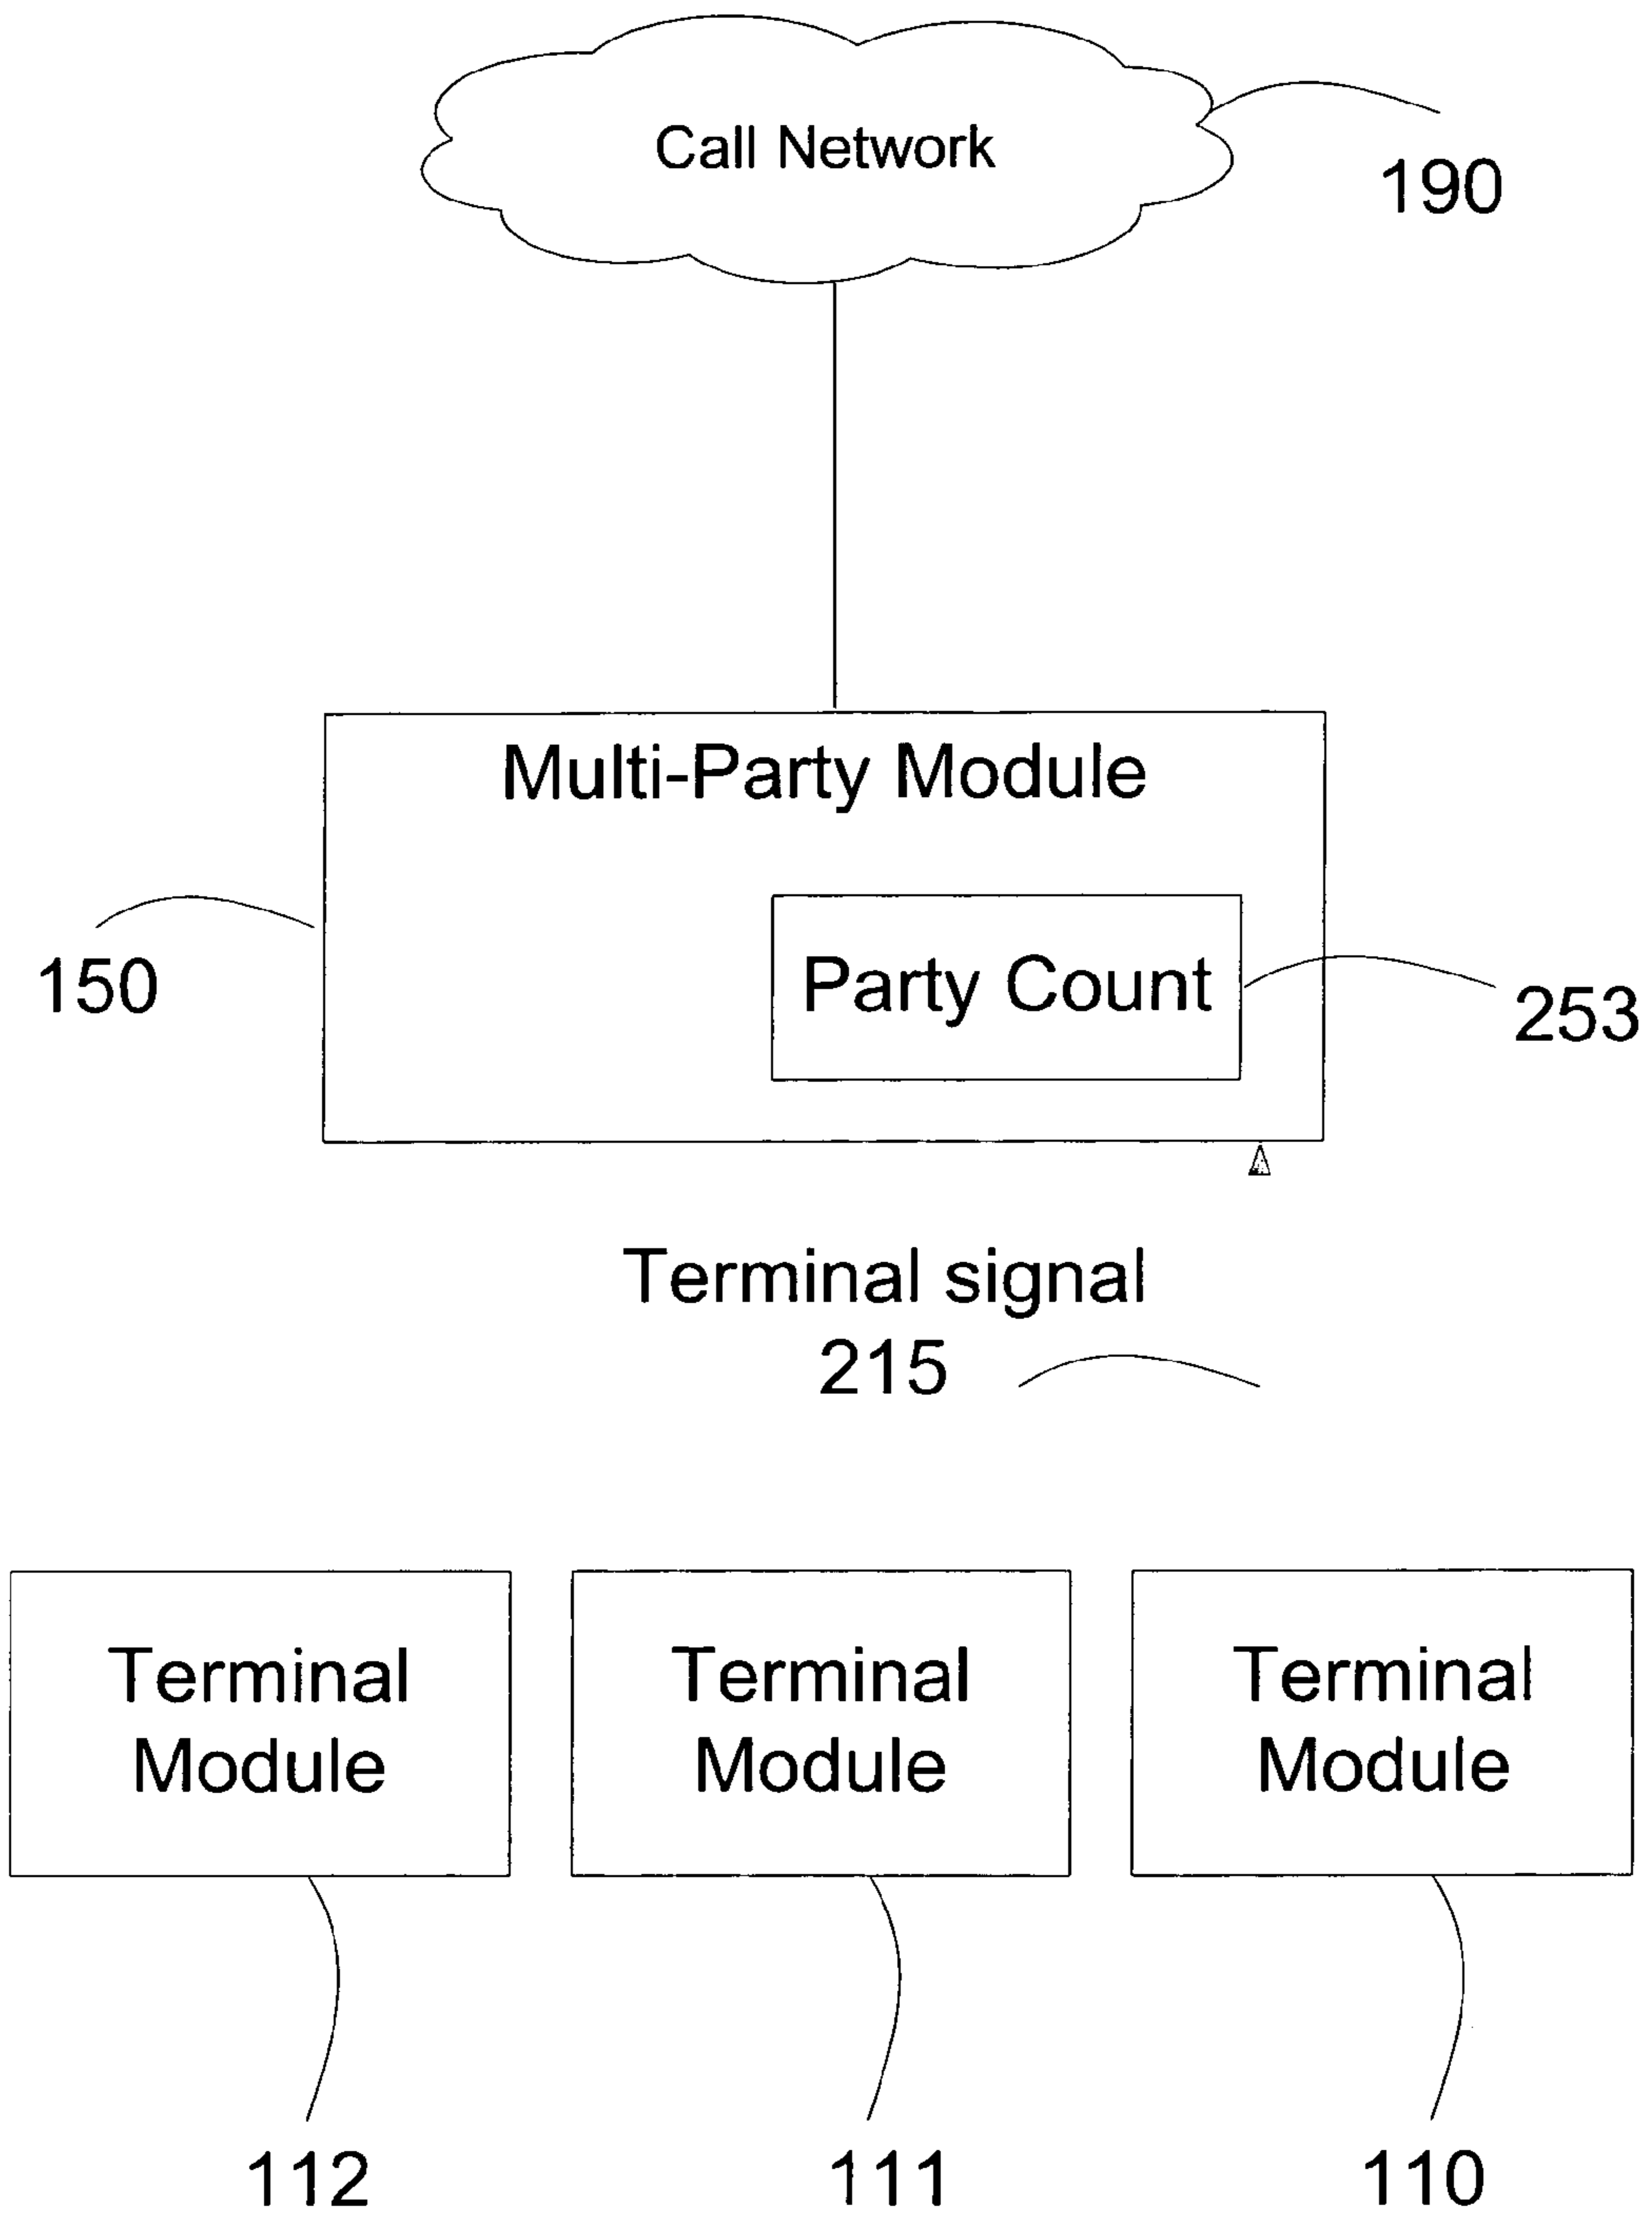 Call Network
190
Multi-Party Module
150
Party Count
253
Terminal signal
215
Terminal
Module
Terminal
Module
Terminal
Module
112
111
110